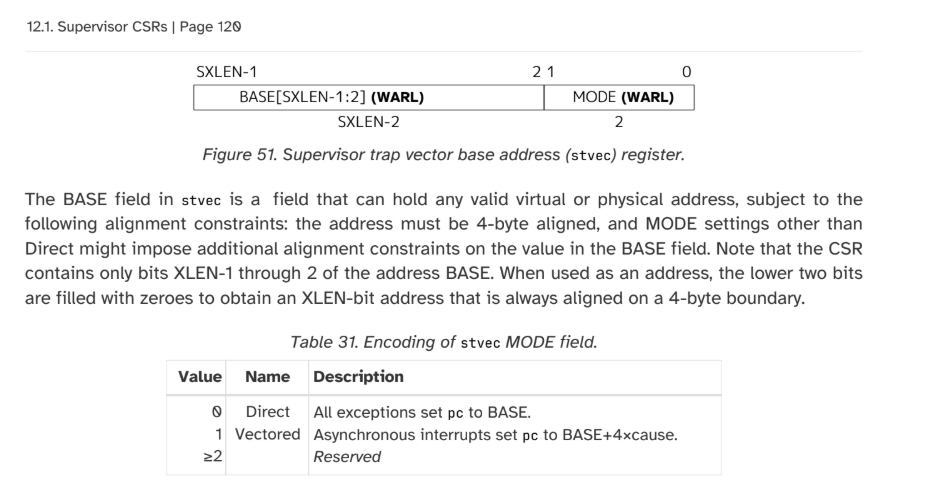 12.1. Supervisor CSRs | Page 120
SXLEN-1 2 1 0
BASE[SXLEN-1:2] (WARL) MODE (WARL)
SXLEN-2 2
Figure 51. Supervisor trap vector base address (stvec) register.
The BASE field in stvec is a field that can hold any valid virtual or physical address, subject to the
following alignment constraints: the address must be 4-byte aligned, and MODE settings other than
Direct might impose additional alignment constraints on the value in the BASE field. Note that the CSR
contains only bits XLEN-1 through 2 of the address BASE. When used as an address, the lower two bits
are filled with zeroes to obtain an XLEN-bit address that is always aligned on a 4-byte boundary.
Table 31. Encoding of stvec MODE field.
Value Name Description
0 Direct All exceptions set pc to BASE.
1 Vectored Asynchronous interrupts set pc to BASE+4×cause.
≥2 Reserved